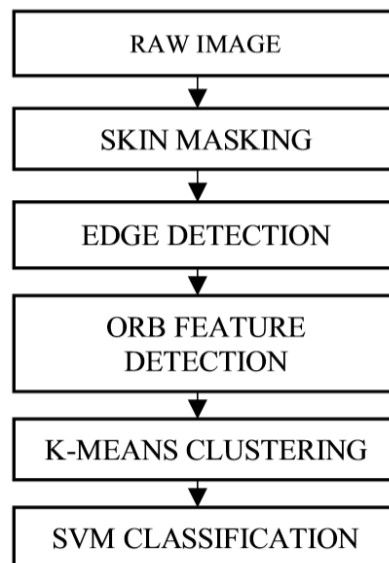 RAW IMAGE
SKIN MASKING
EDGE DETECTION
ORB FEATURE
DETECTION
K-MEANS CLUSTERING
SVM CLASSIFICATION